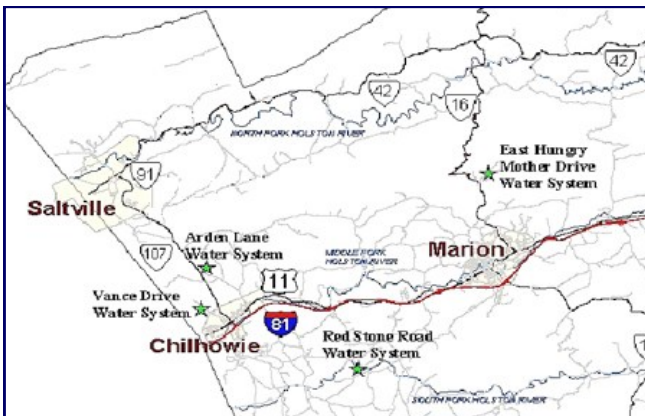 42
42
16
NORTH FORK HOLSTON RIVER
East Hungry
Mother Drive
Water System
91
Saltville
Arden Lane
Water System
107
MIDDLE FORK
HOLSTON RIVER
Marion
11
Vance Drive
Water System
81
Chilhowie
Red Stone Road
Water System
SOUTH FORK HOLSTON RIVER